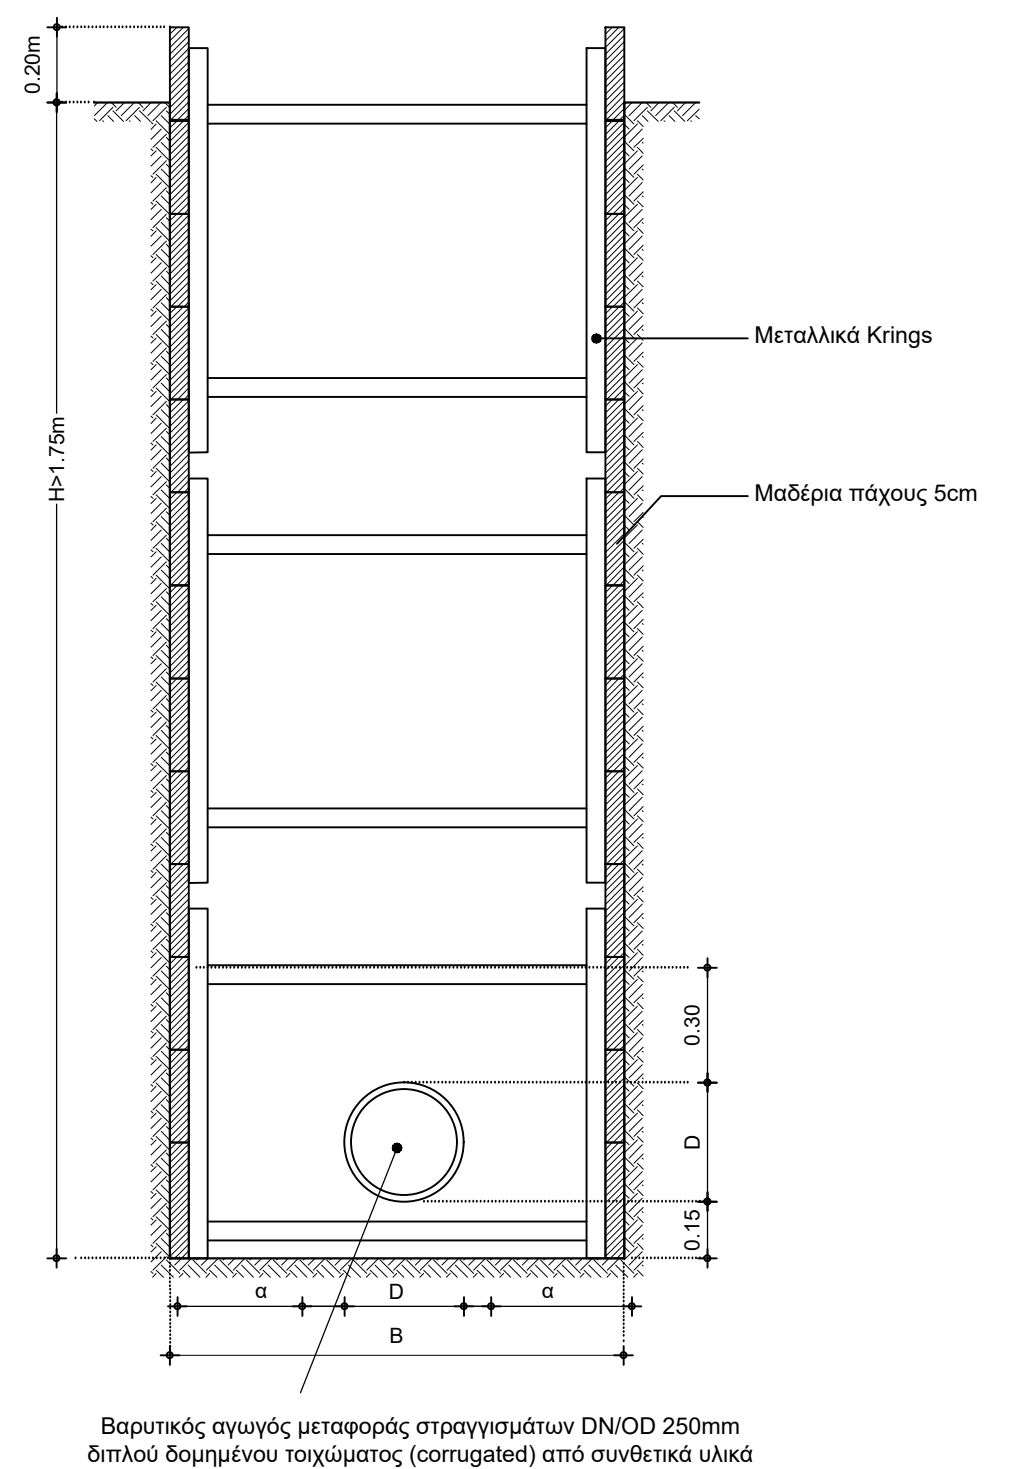 0.20m
H>1.75m
Μεταλλικά Krings
Μαδέρια πάχους 5cm
0.30
D
0.15
α
D
α
B
Βαρυτικός αγωγός μεταφοράς στραγγισμάτων DN/OD 250mm
διπλού δομημένου τοιχώματος (corrugated) από συνθετικά υλικά